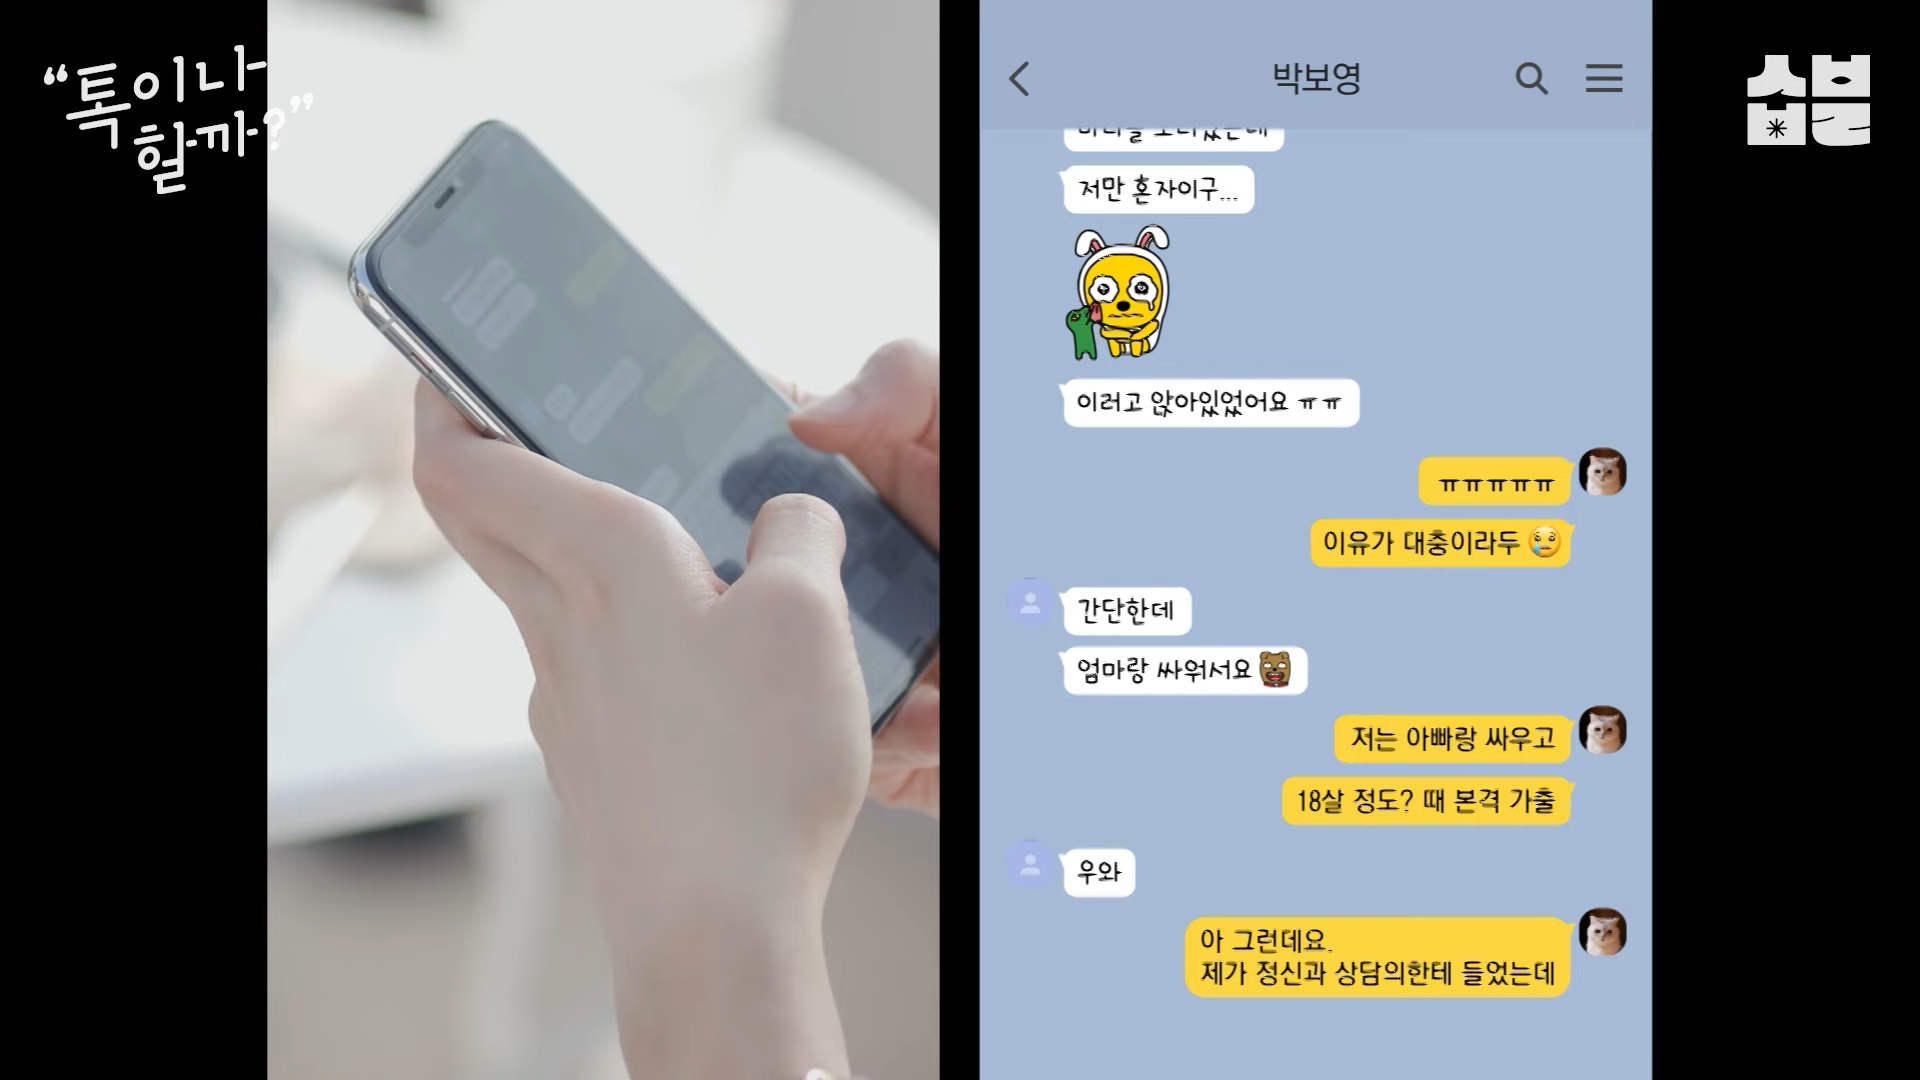 “톡이나
할까?”
숏별
박보영
저만 혼자이구...
이러고 앉아있었어요 ㅠㅠ
ㅠㅠㅠㅠㅠ
이유가 대충이라두
간단한데
엄마랑 싸워서요
저는 아빠랑 싸우고
18살 정도? 때 본격 가출
우와
아 그런데요.
제가 정신과 상담의한테 들었는데